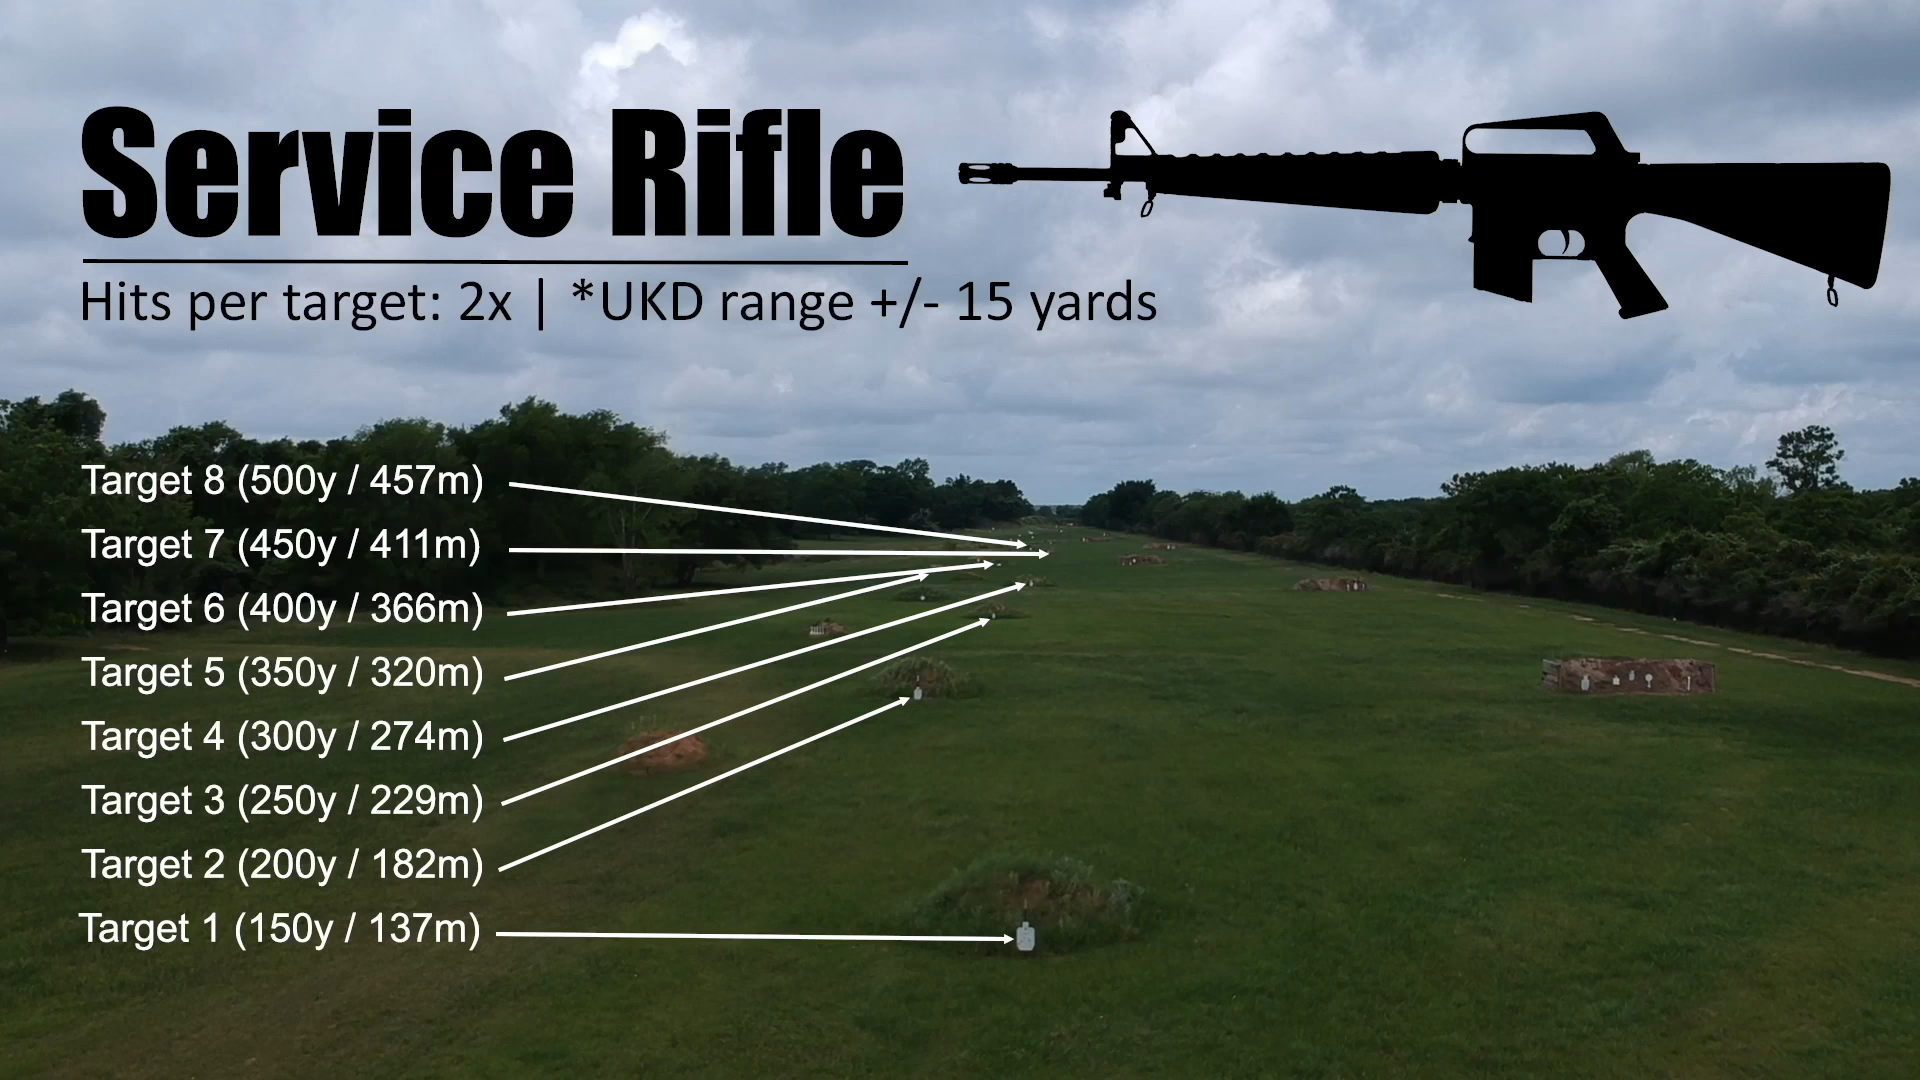 Service Rifle
Hits per target: 2x | *UKD range +/- 15 yards
Target 8 (500y / 457m)
Target 7 (450y / 411m)
Target 6 (400y / 366m)
Target 5 (350y / 320m)
Target 4 (300y / 274m)
Target 3 (250y / 229m)
Target 2 (200y / 182m)
Target 1 (150y / 137m)